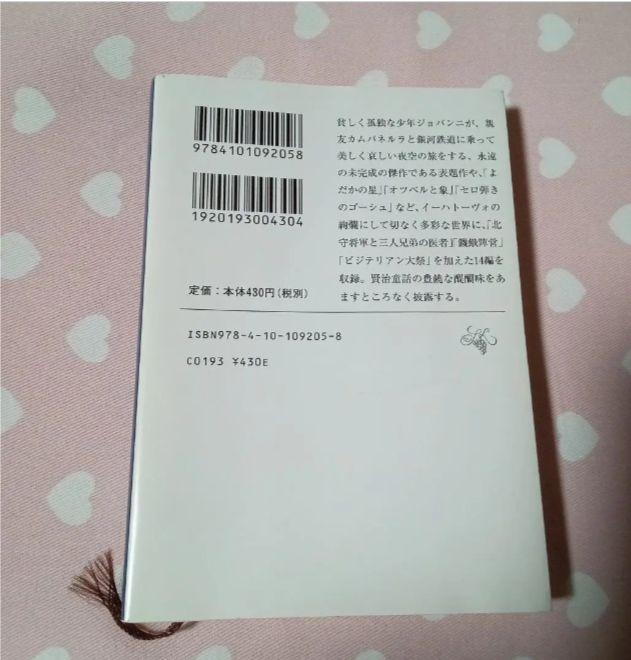 9784101092058
1920193004304
定価：本体430円（税別）
ISBN978-4-10-109205-8
C0193 ¥430E
貧しく孤独な少年ジョバンニが、親
友カムパネルラと銀河鉄道に乗って
美しく哀しい夜空の旅をする、永遠
の未完成の傑作である表題作や、「よ
だかの星」「オツベルと象」「セロ弾き
のゴーシュ」など、イーハトーヴォの
絢爛にして切なく多彩な世界に、「北
守将軍と三人兄弟の医者」「饑餓陣営」
「ビジテリアン大祭」を加えた14編を
収録。賢治童話の豊饒な醍醐味をあ
ますところなく披露する。